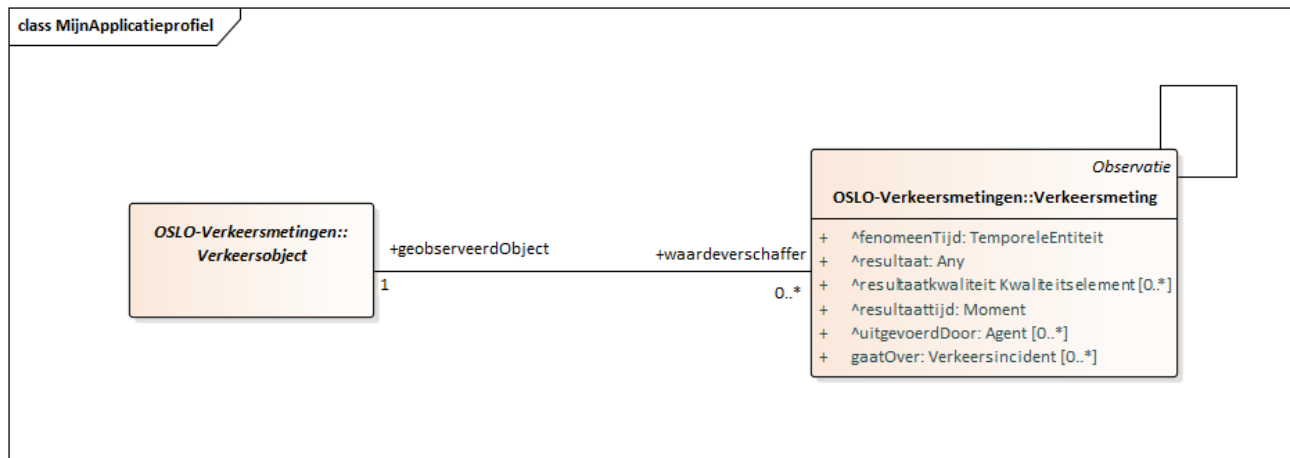 class MijnApplicatieprofiel
Observatie
OSLO-Verkeersmetingen::Verkeersmeting
OSLO-Verkeersmetingen::
Verkeersobject
+geobserveerdObject
+waardeverschaffer
1
0..*
+ ^fenomeenTijd: TemporeleEntiteit
+ ^resultaat: Any
+ ^resultaatkwaliteit: Kwaliteitselement [0..*]
+ ^resultaattijd: Moment
+ ^uitgevoerdDoor: Agent [0..*]
+ gaatOver: Verkeersincident [0..*]